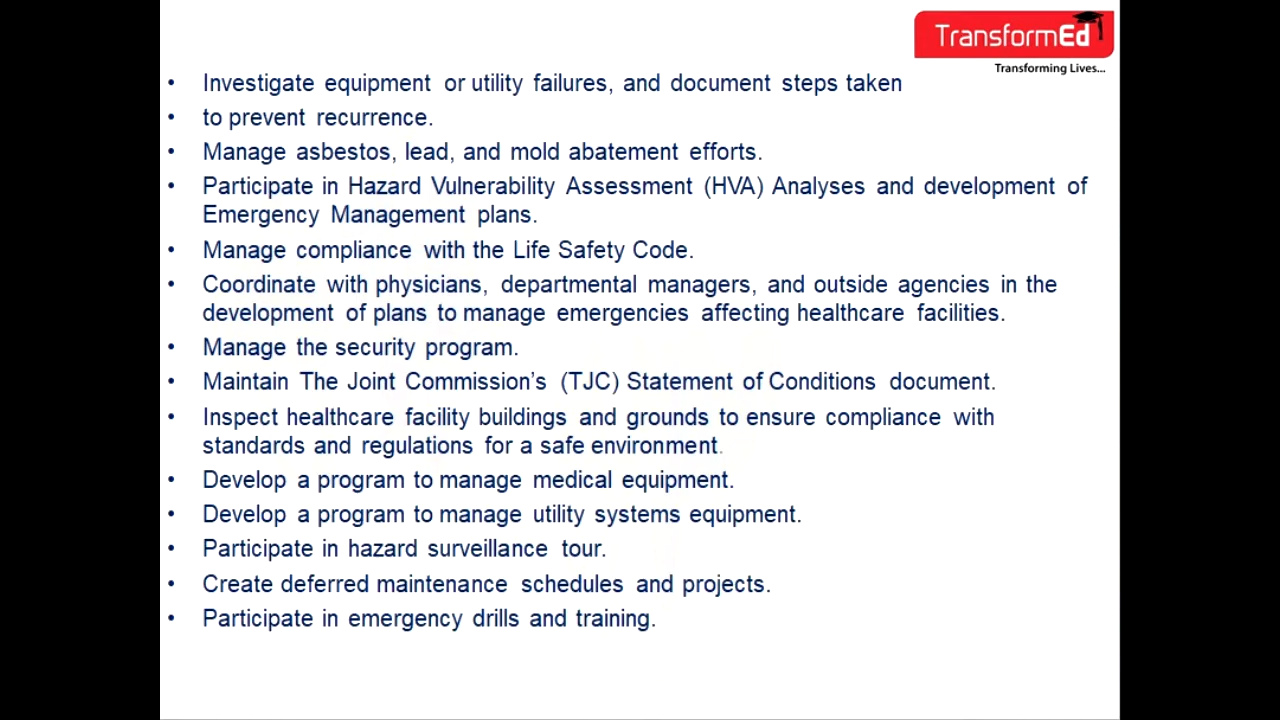 TransformEd
Transforming Lives...
• Investigate equipment or utility failures, and document steps taken
• to prevent recurrence.
• Manage asbestos, lead, and mold abatement efforts.
• Participate in Hazard Vulnerability Assessment (HVA) Analyses and development of
Emergency Management plans.
• Manage compliance with the Life Safety Code.
• Coordinate with physicians, departmental managers, and outside agencies in the
development of plans to manage emergencies affecting healthcare facilities.
• Manage the security program.
• Maintain The Joint Commission’s (TJC) Statement of Conditions document.
• Inspect healthcare facility buildings and grounds to ensure compliance with
standards and regulations for a safe environment.
• Develop a program to manage medical equipment.
• Develop a program to manage utility systems equipment.
• Participate in hazard surveillance tour.
• Create deferred maintenance schedules and projects.
• Participate in emergency drills and training.